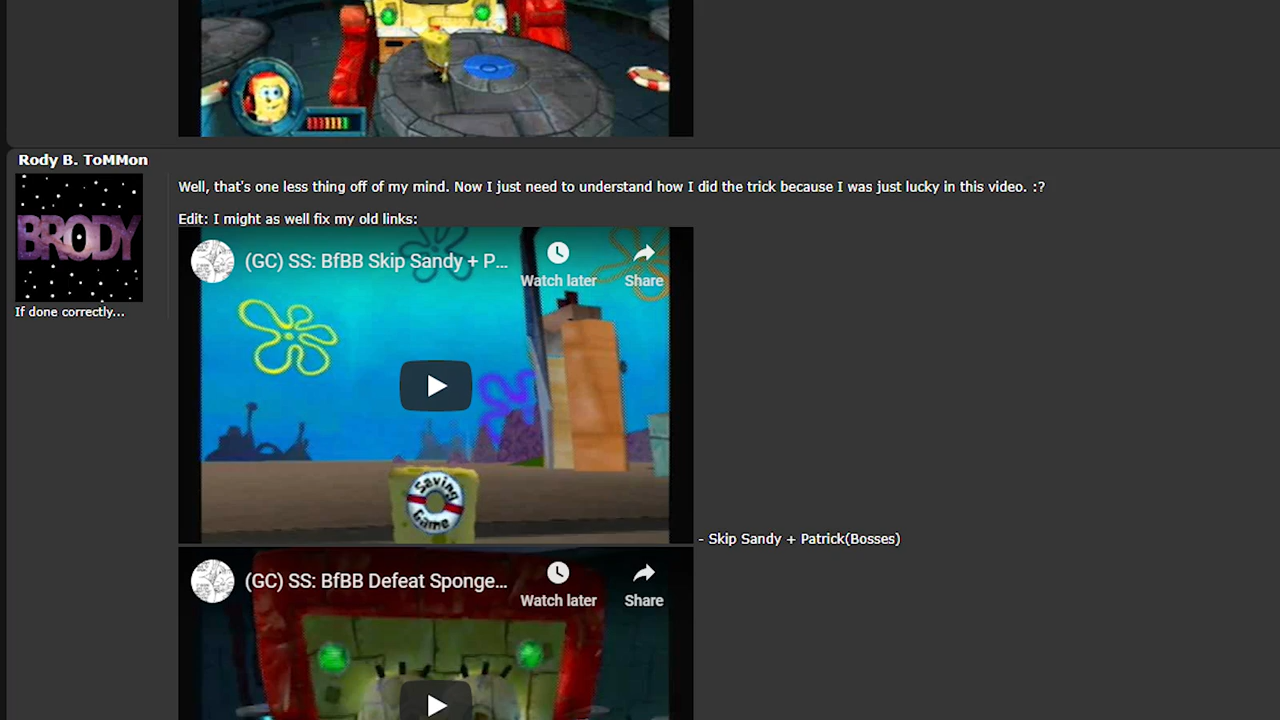 Rody B. ToMMon
BRODY
If done correctly...
Well, that's one less thing off of my mind. Now I just need to understand how I did the trick because I was just lucky in this video. :?
Edit: I might as well fix my old links:
(GC) SS: BfBB Skip Sandy + P...
Watch later
Share
Saving
Game
- Skip Sandy + Patrick(Bosses)
(GC) SS: BfBB Defeat Sponge...
Watch later
Share